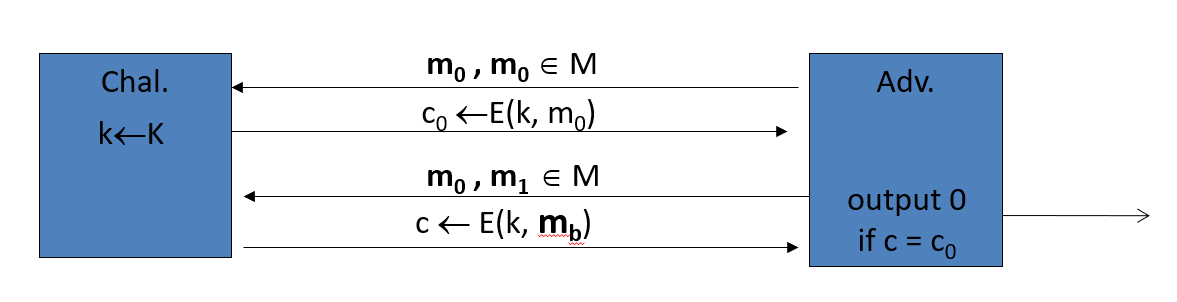 Chal.
k←K
m₀ , m₀ ∈ M
c₀ ←E(k, m₀)
m₀ , m₁ ∈ M
c ← E(k, m_b)
Adv.
output 0
if c = c₀